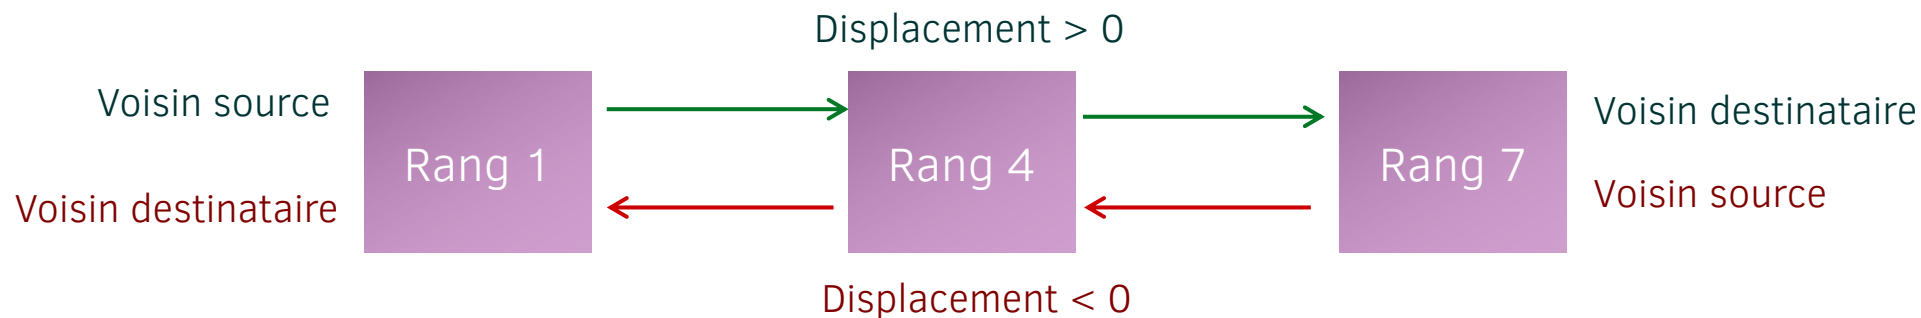 Displacement > 0
Voisin source
Voisin destinataire
Rang 1
Rang 4
Rang 7
Voisin destinataire
Voisin source
Displacement < 0